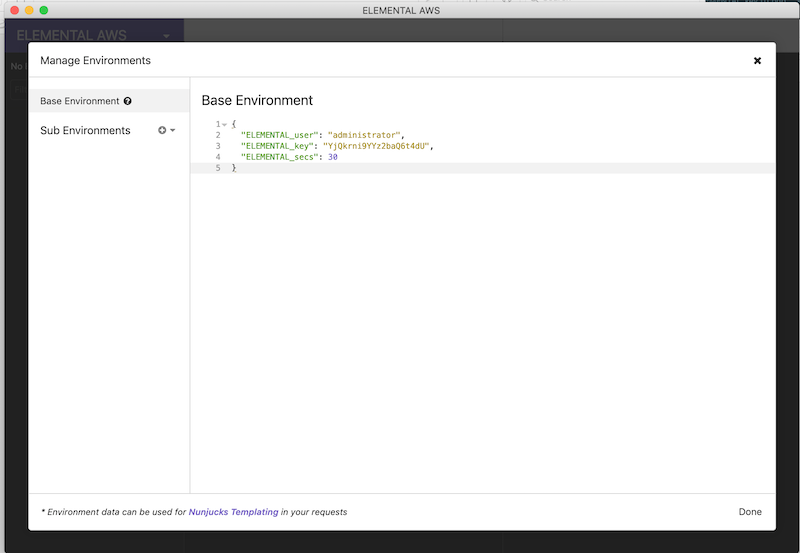 ELEMENTAL AWS
ELEMENTAL AWS
Manage Environments
Base Environment
Sub Environments
Base Environment
1 {
2 "ELEMENTAL_user": "administrator",
3 "ELEMENTAL_key": "YjQkrni9YYz2baQ6t4dU",
4 "ELEMENTAL_secs": 30
5 }
* Environment data can be used for Nunjucks Templating in your requests
Done